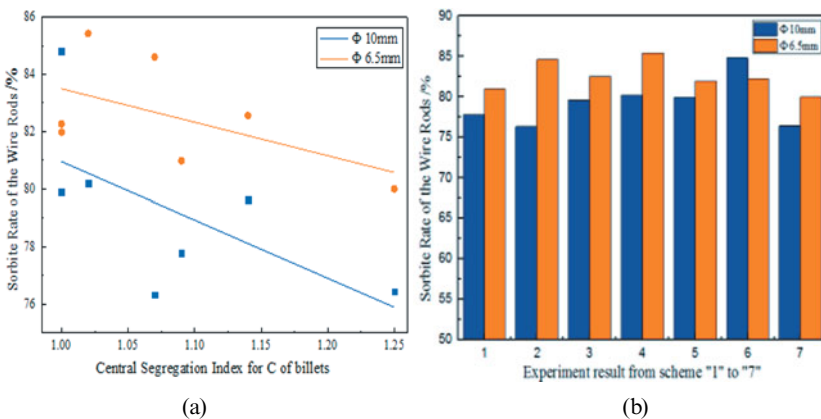 Sorbite Rate of the Wire Rods /%
86
84
82
80
78
76
Φ 10mm
Φ 6.5mm
1.00 1.05 1.10 1.15 1.20 1.25
Central Segregation Index for C of billets
(a)
Sorbite Rate of the Wire Rods /%
90
85
80
75
70
65
60
55
50
Φ10mm
Φ6.5mm
1 2 3 4 5 6 7
Experiment result from scheme "1" to "7"
(b)